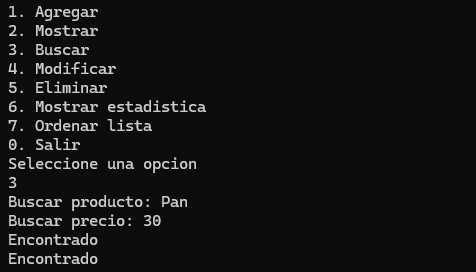 1. Agregar
2. Mostrar
3. Buscar
4. Modificar
5. Eliminar
6. Mostrar estadistica
7. Ordenar lista
0. Salir
Seleccione una opcion
3
Buscar producto: Pan
Buscar precio: 30
Encontrado
Encontrado